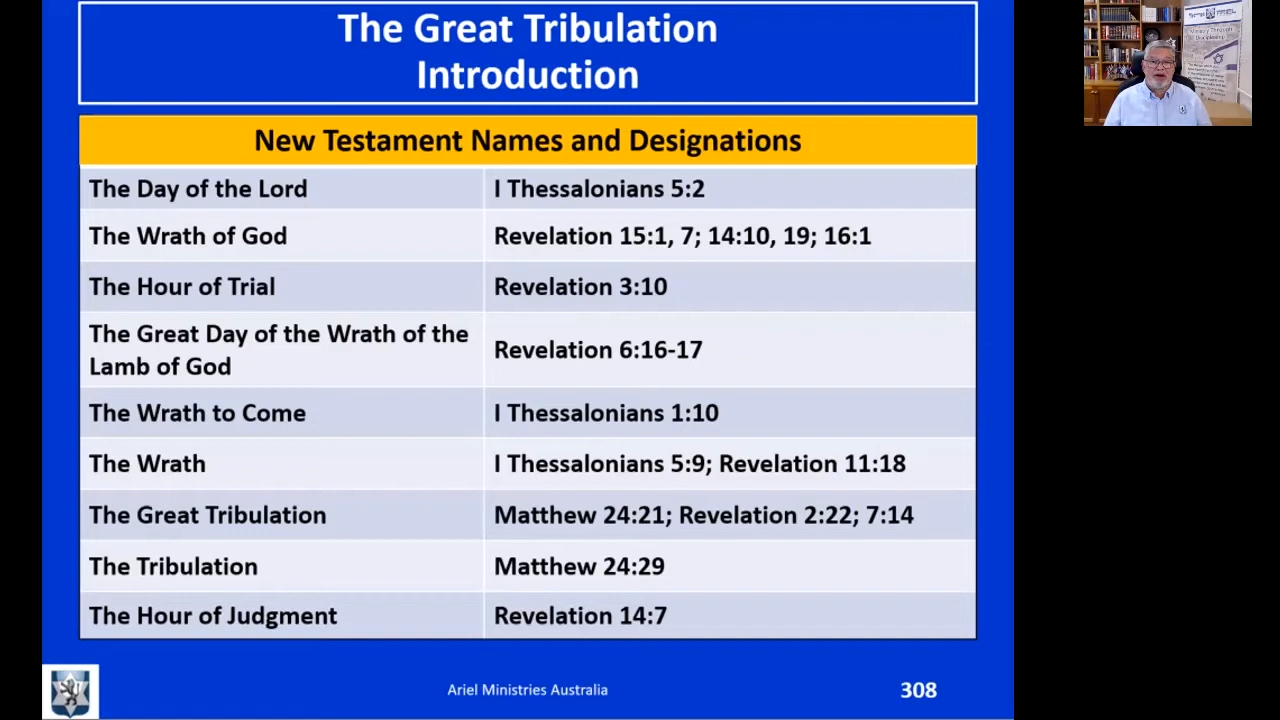 The Great Tribulation
Introduction
New Testament Names and Designations
The Day of the Lord I Thessalonians 5:2
The Wrath of God Revelation 15:1, 7; 14:10, 19; 16:1
The Hour of Trial Revelation 3:10
The Great Day of the Wrath of the
Lamb of God Revelation 6:16-17
The Wrath to Come I Thessalonians 1:10
The Wrath I Thessalonians 5:9; Revelation 11:18
The Great Tribulation Matthew 24:21; Revelation 2:22; 7:14
The Tribulation Matthew 24:29
The Hour of Judgment Revelation 14:7
Ariel Ministries Australia 308
Ministry Through
Discipleship